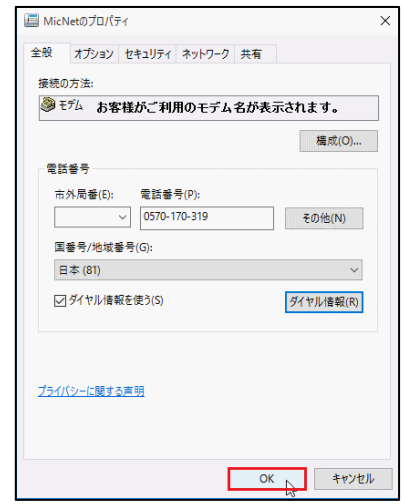 MicNetのプロパティ
全般 オプション セキュリティ ネットワーク 共有
接続の方法:
モデム お客様がご利用のモデム名が表示されます。
構成(O)...
電話番号
市外局番(E): 電話番号(P):
0570-170-319 その他(N)
国番号/地域番号(G):
日本 (81)
ダイヤル情報を使う(S) ダイヤル情報(R)
プライバシーに関する声明
OK キャンセル